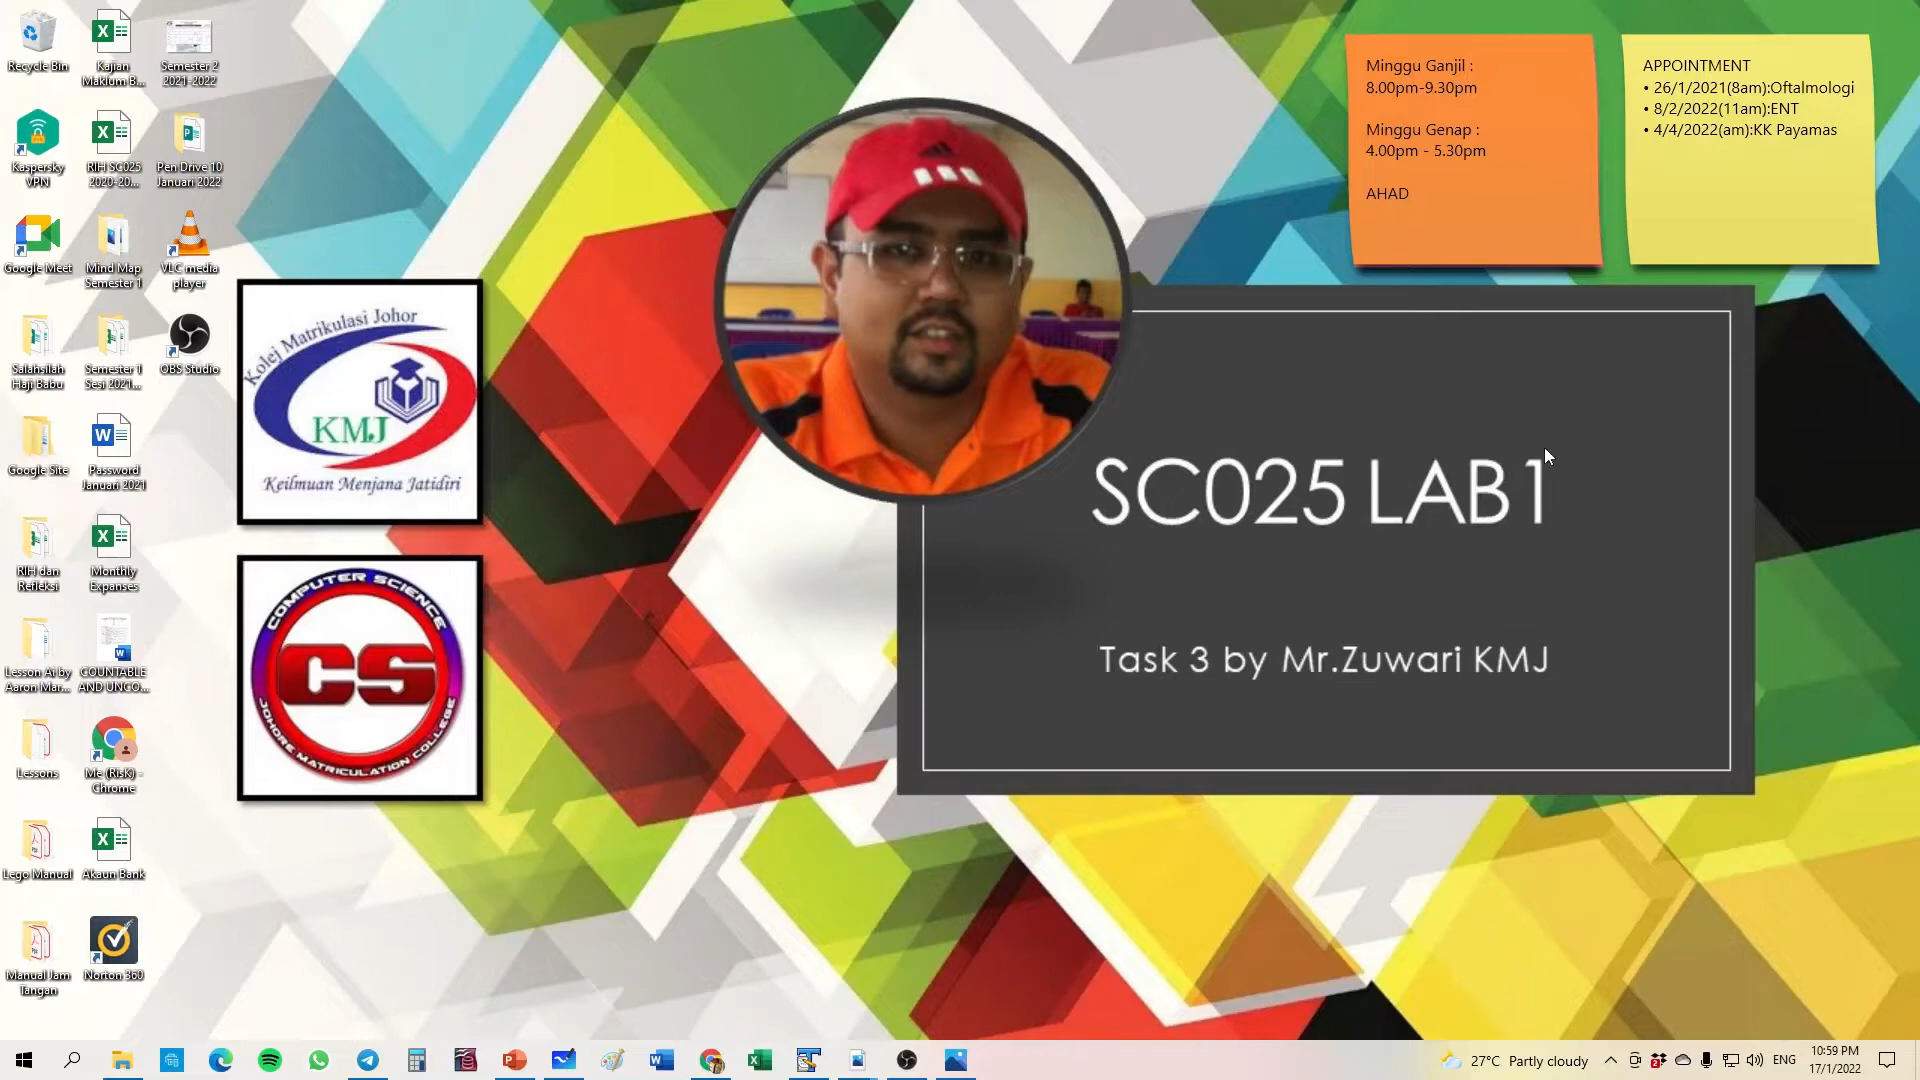 Recycle Bin
Kajian
Maklum B...
Semester 2
2021-2022
Kaspersky
VPN
RIH SC025
2020-20...
Pen Drive 10
Januari 2022
Google Meet
Mind Map
Semester 1
VLC media
player
Salahsilah
Haji Babu
Semester 1
Sesi 2021...
OBS Studio
Google Site
Password
Januari 2021
RIH dan
Refleksi
Monthly
Expanses
Lesson Ai by
Aaron Mar...
COUNTABLE
AND UNCO...
Lessons
Me (Risk) -
Chrome
Lego Manual
Akaun Bank
Manual Jam
Tangan
Norton 360
Kolej Matrikulasi Johor
KMJ
Keilmuan Menjana Jatidiri
COMPUTER SCIENCE
CS
JOHORE MATRICULATION COLLEGE
Minggu Ganjil :
8.00pm-9.30pm
Minggu Genap :
4.00pm - 5.30pm
AHAD
APPOINTMENT
• 26/1/2021(8am):Oftalmologi
• 8/2/2022(11am):ENT
• 4/4/2022(am):KK Payamas
SC025 LAB1
Task 3 by Mr.Zuwari KMJ
27°C Partly cloudy
ENG
10:59 PM
17/1/2022